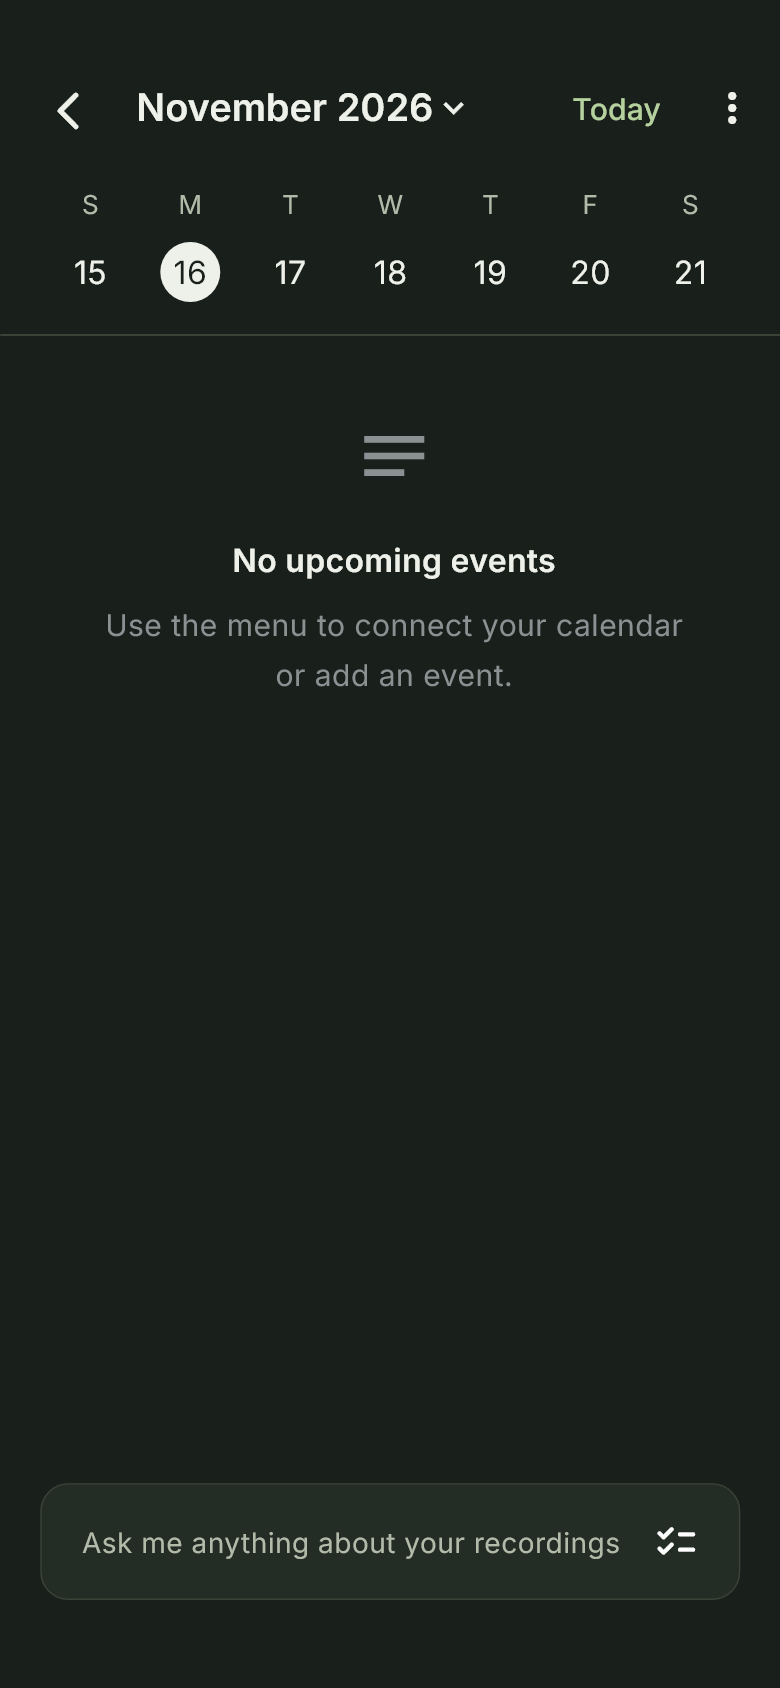 November 2026
Today
S M T W T F S
15 16 17 18 19 20 21
No upcoming events
Use the menu to connect your calendar
or add an event.
Ask me anything about your recordings